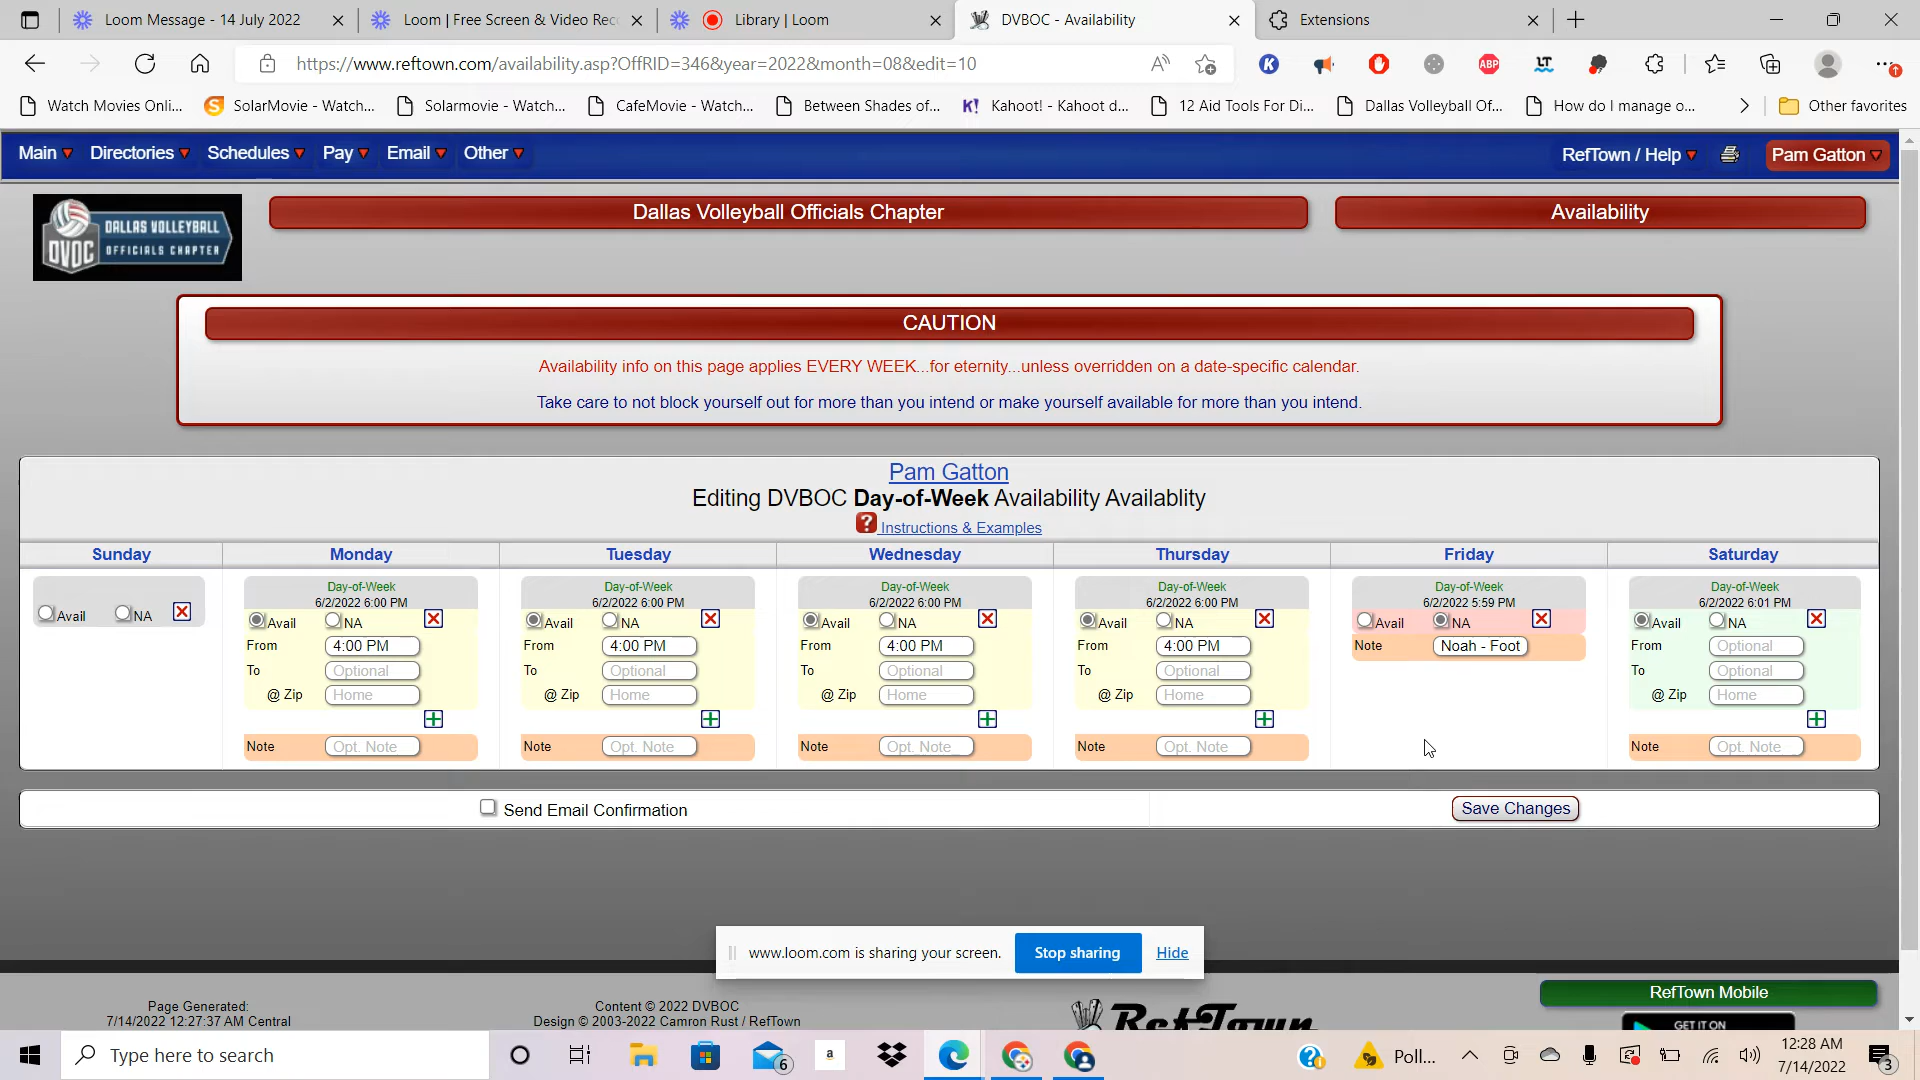 Loom Message - 14 July 2022
Loom | Free Screen & Video Rec
Library | Loom
DVBOC - Availability
Extensions
https://www.reftown.com/availability.asp?OffRID=346&year=2022&month=08&edit=10
Watch Movies Onli...
SolarMovie - Watch...
Solarmovie - Watch...
CafeMovie - Watch...
Between Shades of...
K! Kahoot! - Kahoot d...
12 Aid Tools For Di...
Dallas Volleyball Of...
How do I manage o...
Other favorites
Main Directories Schedules Pay Email Other
RefTown / Help
Pam Gatton
DVOC DALLAS VOLLEYBALL
OFFICIALS CHAPTER
Dallas Volleyball Officials Chapter
Availability
CAUTION
Availability info on this page applies EVERY WEEK...for eternity...unless overridden on a date-specific calendar.
Take care to not block yourself out for more than you intend or make yourself available for more than you intend.
Pam Gatton
Editing DVBOC Day-of-Week Availability Availablity
? Instructions & Examples
Sunday Monday Tuesday Wednesday Thursday Friday Saturday
Avail NA
Day-of-Week
6/2/2022 6:00 PM
Avail NA
From 4:00 PM
To Optional
@ Zip Home
Note Opt. Note
Day-of-Week
6/2/2022 6:00 PM
Avail NA
From 4:00 PM
To Optional
@ Zip Home
Note Opt. Note
Day-of-Week
6/2/2022 6:00 PM
Avail NA
From 4:00 PM
To Optional
@ Zip Home
Note Opt. Note
Day-of-Week
6/2/2022 6:00 PM
Avail NA
From 4:00 PM
To Optional
@ Zip Home
Note Opt. Note
Day-of-Week
6/2/2022 5:59 PM
Avail NA
Note Noah - Foot
Day-of-Week
6/2/2022 6:01 PM
Avail NA
From Optional
To Optional
@ Zip Home
Note Opt. Note
Send Email Confirmation
Save Changes
www.loom.com is sharing your screen. Stop sharing Hide
Page Generated:
7/14/2022 12:27:37 AM Central
Content © 2022 DVBOC
Design © 2003-2022 Camron Rust / RefTown
RefTown
RefTown Mobile
GET IT ON
Type here to search
6
a
Poll...
12:28 AM
7/14/2022
3